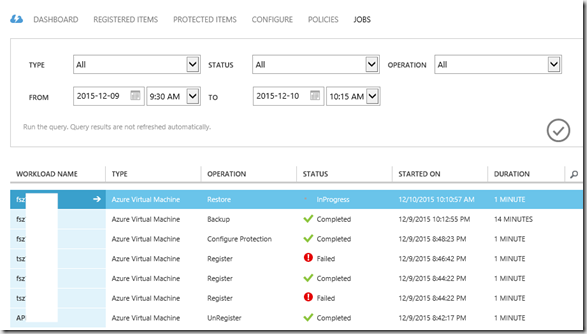 DASHBOARD REGISTERED ITEMS PROTECTED ITEMS CONFIGURE POLICIES JOBS
TYPE All STATUS All OPERATION All
FROM 2015-12-09 9:30 AM TO 2015-12-10 10:15 AM
Run the query. Query results are not refreshed automatically.
WORKLOAD NAME TYPE OPERATION STATUS STARTED ON DURATION
fsz Azure Virtual Machine Restore InProgress 12/10/2015 10:10:57 AM 1 MINUTE
fsz Azure Virtual Machine Backup Completed 12/9/2015 10:12:55 PM 14 MINUTES
fsz Azure Virtual Machine Configure Protection Completed 12/9/2015 8:48:23 PM 1 MINUTE
tsz Azure Virtual Machine Register Failed 12/9/2015 8:46:42 PM 1 MINUTE
fsz Azure Virtual Machine Register Completed 12/9/2015 8:44:22 PM 1 MINUTE
tsz Azure Virtual Machine Register Failed 12/9/2015 8:44:22 PM 1 MINUTE
AP Azure Virtual Machine UnRegister Completed 12/9/2015 8:42:17 PM 1 MINUTE